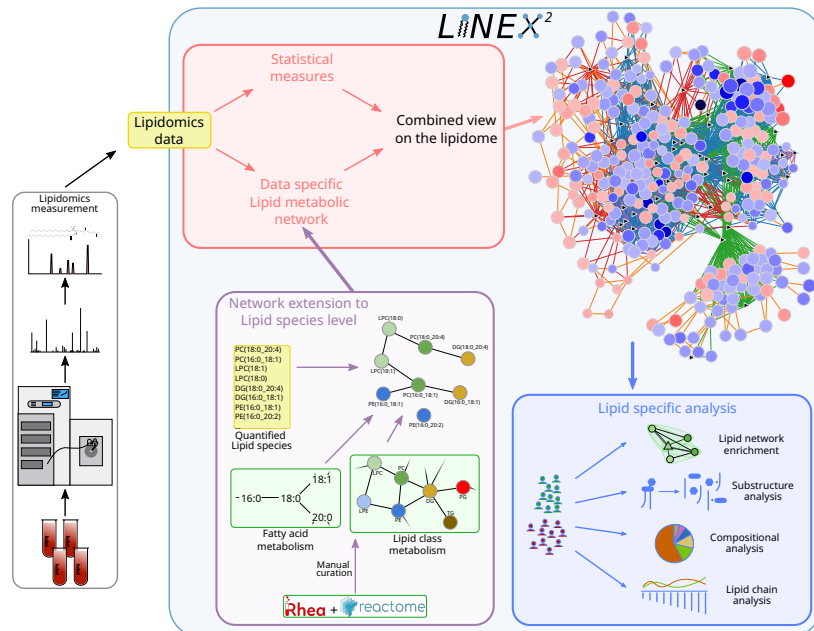 LiNEX²
Statistical
measures
Lipidomics
data
Combined view
on the lipidome
Data specific
Lipid metabolic
network
Lipidomics
measurement
Network extension to
Lipid species level
PC(18:0_20:4)
PC(16:0_18:1)
LPC(18:1)
LPC(18:0)
DG(18:0_20:4)
DG(16:0_18:1)
PE(16:0_18:1)
PE(16:0_20:2)
...
Quantified
Lipid species
LPC(18:0)
PC(18:0_20:4)
DG(18:0_20:4)
LPC(18:1)
PC(16:0_18:1)
PE(16:0_18:1)
DG(16:0_18:1)
PE(16:0_20:2)
18:1
16:0
18:0
20:0
Fatty acid
metabolism
LPC
PC
LPE
PE
DG
PG
TG
Lipid class
metabolism
Manual
curation
Rhea + reactome
Lipid specific analysis
Lipid network
enrichment
Substructure
analysis
Compositional
analysis
Lipid chain
analysis